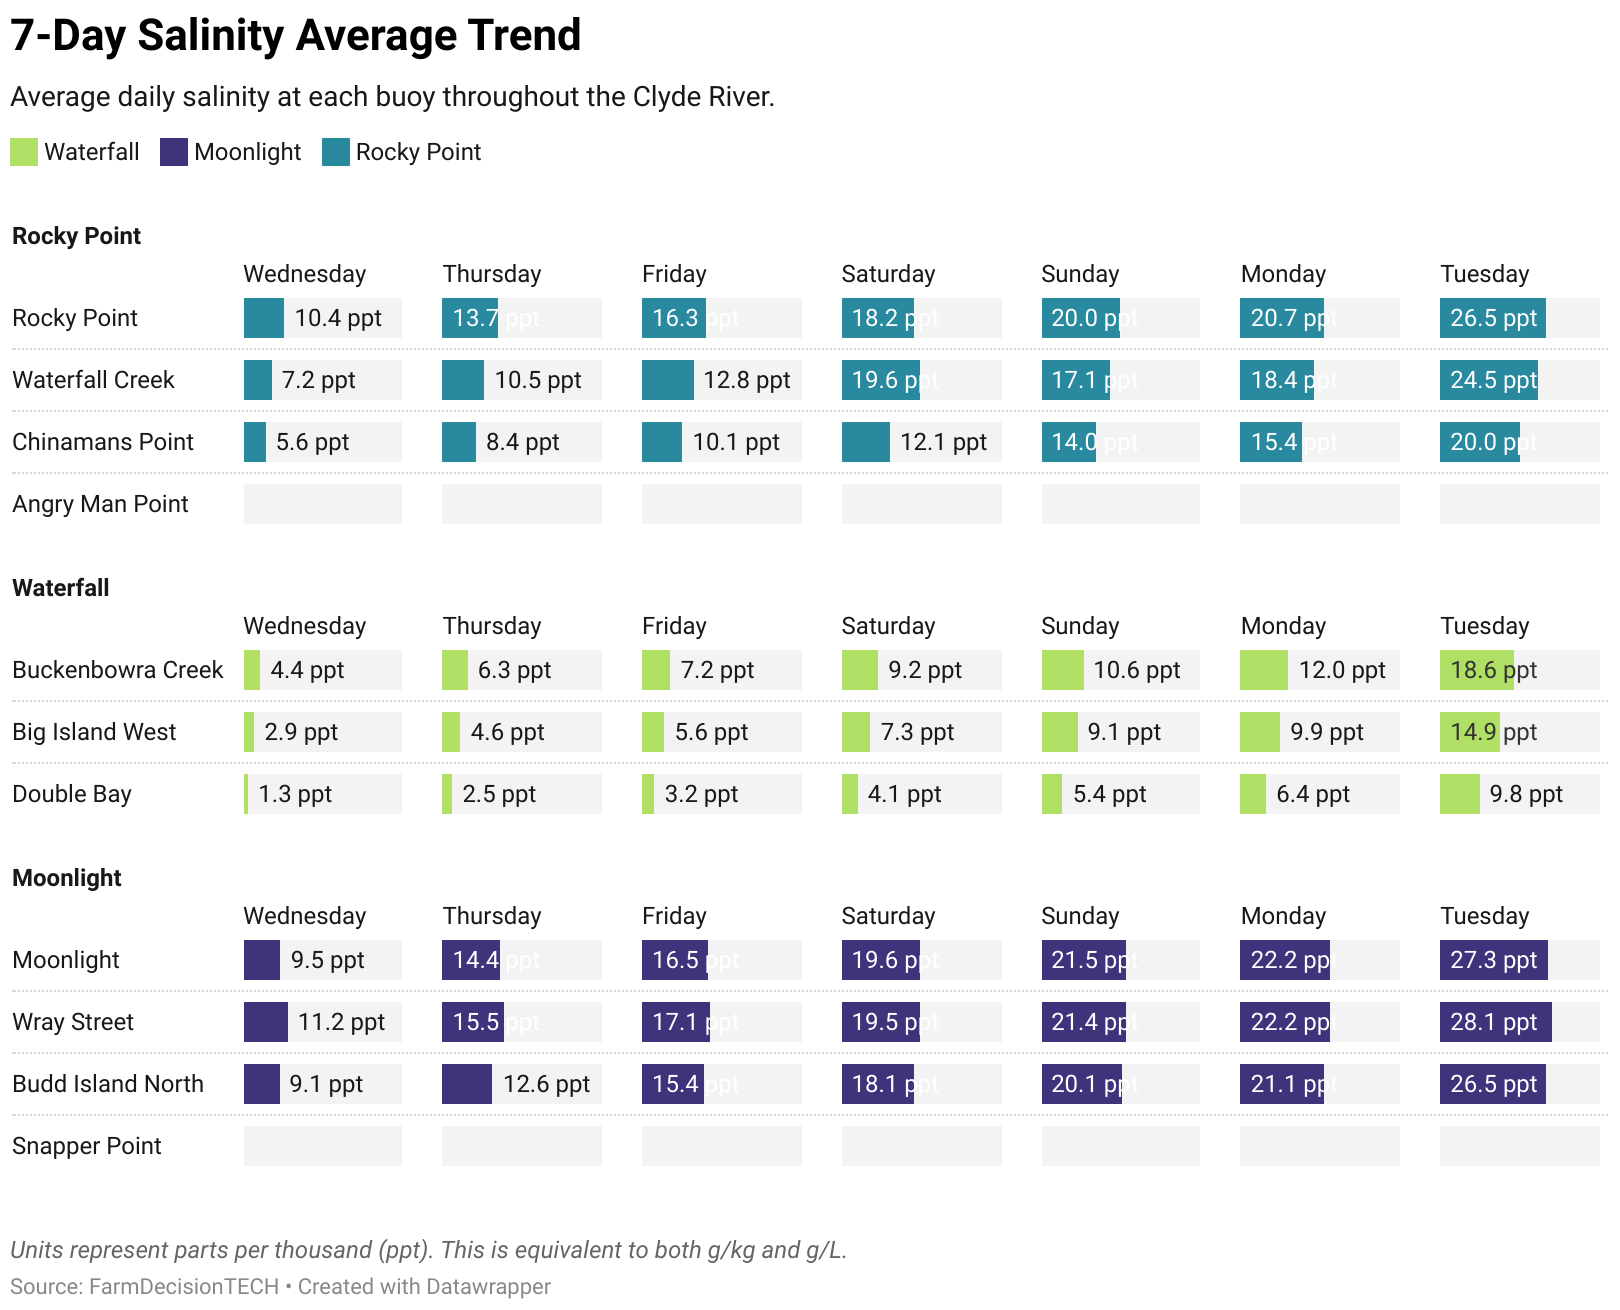 7-Day Salinity Average Trend
Average daily salinity at each buoy throughout the Clyde River.
Waterfall Moonlight Rocky Point
Rocky Point
Wednesday Thursday Friday Saturday Sunday Monday Tuesday
Rocky Point 10.4 ppt 13.7 ppt 16.3 ppt 18.2 ppt 20.0 ppt 20.7 ppt 26.5 ppt
Waterfall Creek 7.2 ppt 10.5 ppt 12.8 ppt 19.6 ppt 17.1 ppt 18.4 ppt 24.5 ppt
Chinamans Point 5.6 ppt 8.4 ppt 10.1 ppt 12.1 ppt 14.0 ppt 15.4 ppt 20.0 ppt
Angry Man Point
Waterfall
Wednesday Thursday Friday Saturday Sunday Monday Tuesday
Buckenbowra Creek 4.4 ppt 6.3 ppt 7.2 ppt 9.2 ppt 10.6 ppt 12.0 ppt 18.6 ppt
Big Island West 2.9 ppt 4.6 ppt 5.6 ppt 7.3 ppt 9.1 ppt 9.9 ppt 14.9 ppt
Double Bay 1.3 ppt 2.5 ppt 3.2 ppt 4.1 ppt 5.4 ppt 6.4 ppt 9.8 ppt
Moonlight
Wednesday Thursday Friday Saturday Sunday Monday Tuesday
Moonlight 9.5 ppt 14.4 ppt 16.5 ppt 19.6 ppt 21.5 ppt 22.2 ppt 27.3 ppt
Wray Street 11.2 ppt 15.5 ppt 17.1 ppt 19.5 ppt 21.4 ppt 22.2 ppt 28.1 ppt
Budd Island North 9.1 ppt 12.6 ppt 15.4 ppt 18.1 ppt 20.1 ppt 21.1 ppt 26.5 ppt
Snapper Point
Units represent parts per thousand (ppt). This is equivalent to both g/kg and g/L.
Source: FarmDecisionTECH • Created with Datawrapper